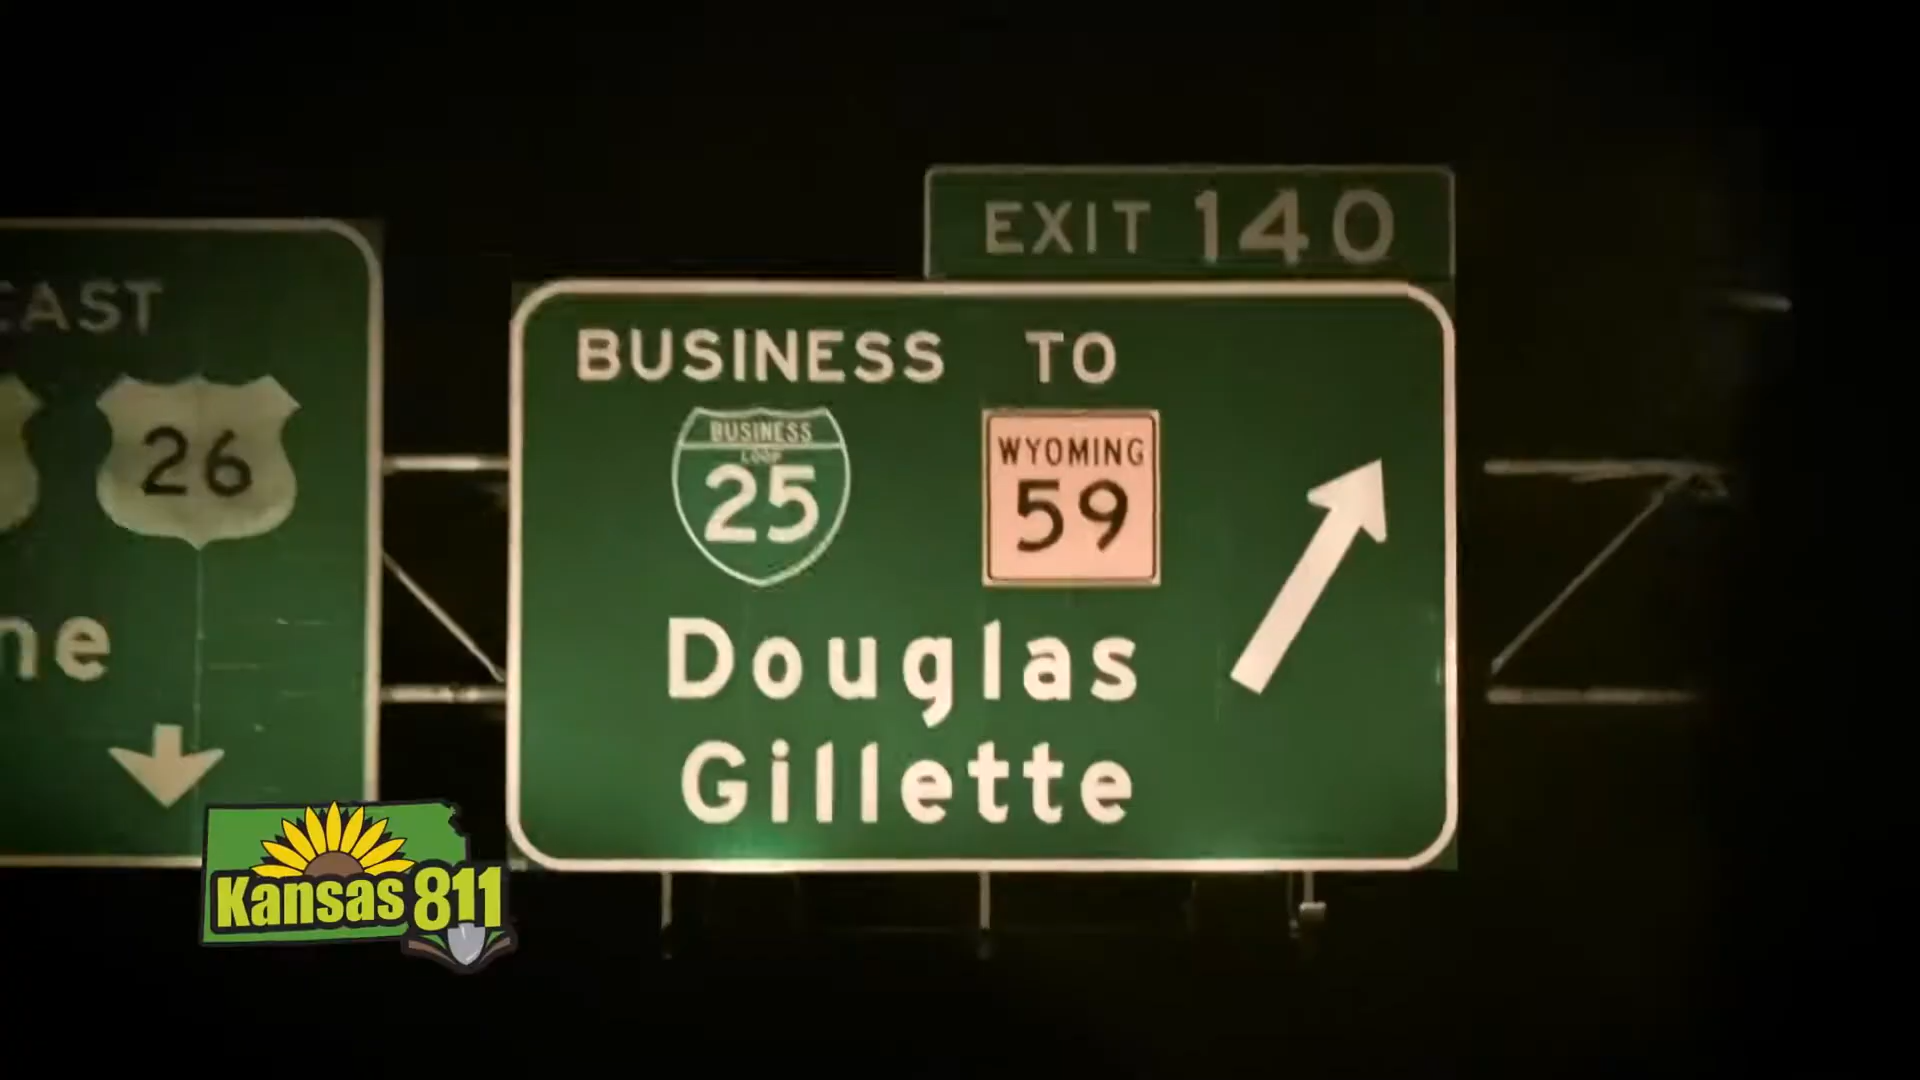 EAST
26
ne
EXIT 140
BUSINESS TO
BUSINESS
LOOP
25
WYOMING
59
Douglas
Gillette
Kansas 811